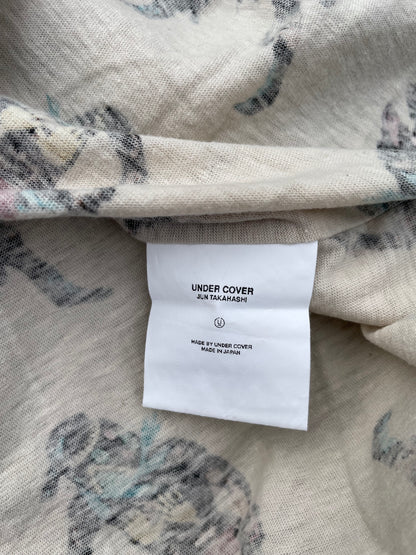 UNDER COVER
JUN TAKAHASHI
U
MADE BY UNDER COVER
MADE IN JAPAN